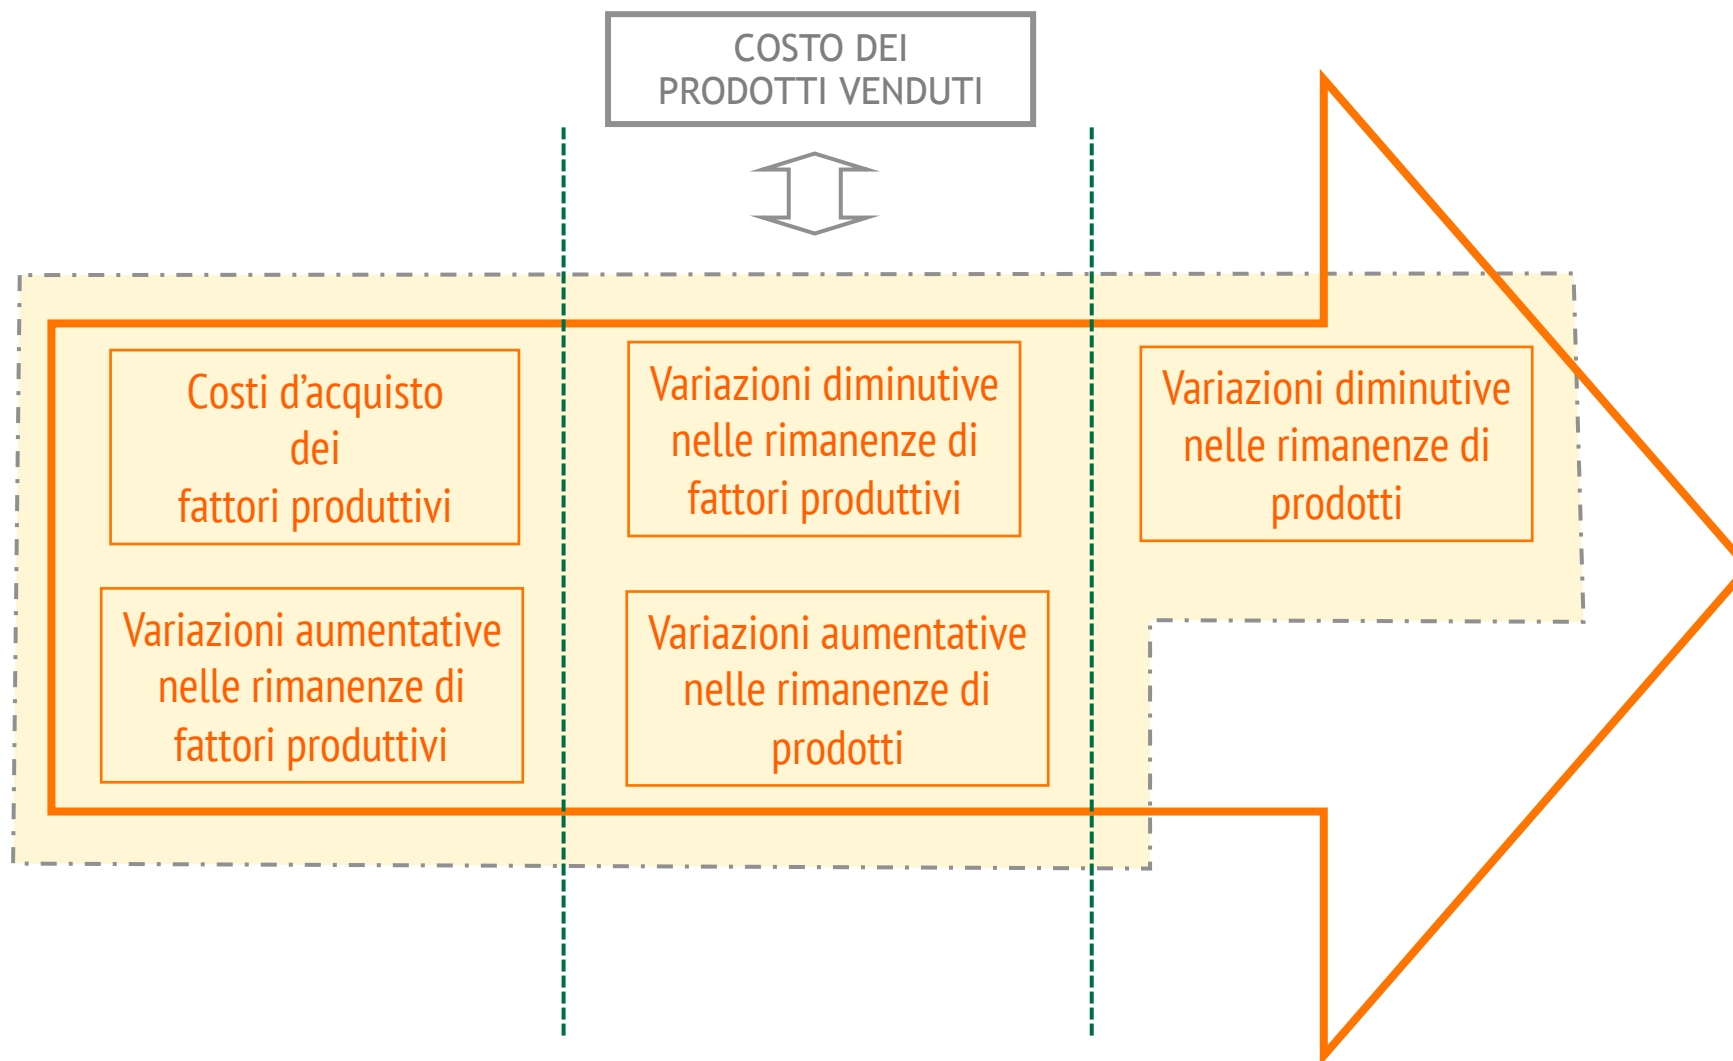 COSTO DEI
PRODOTTI VENDUTI
Costi d’acquisto
dei
fattori produttivi
Variazioni aumentative
nelle rimanenze di
fattori produttivi
Variazioni diminutive
nelle rimanenze di
fattori produttivi
Variazioni aumentative
nelle rimanenze di
prodotti
Variazioni diminutive
nelle rimanenze di
prodotti